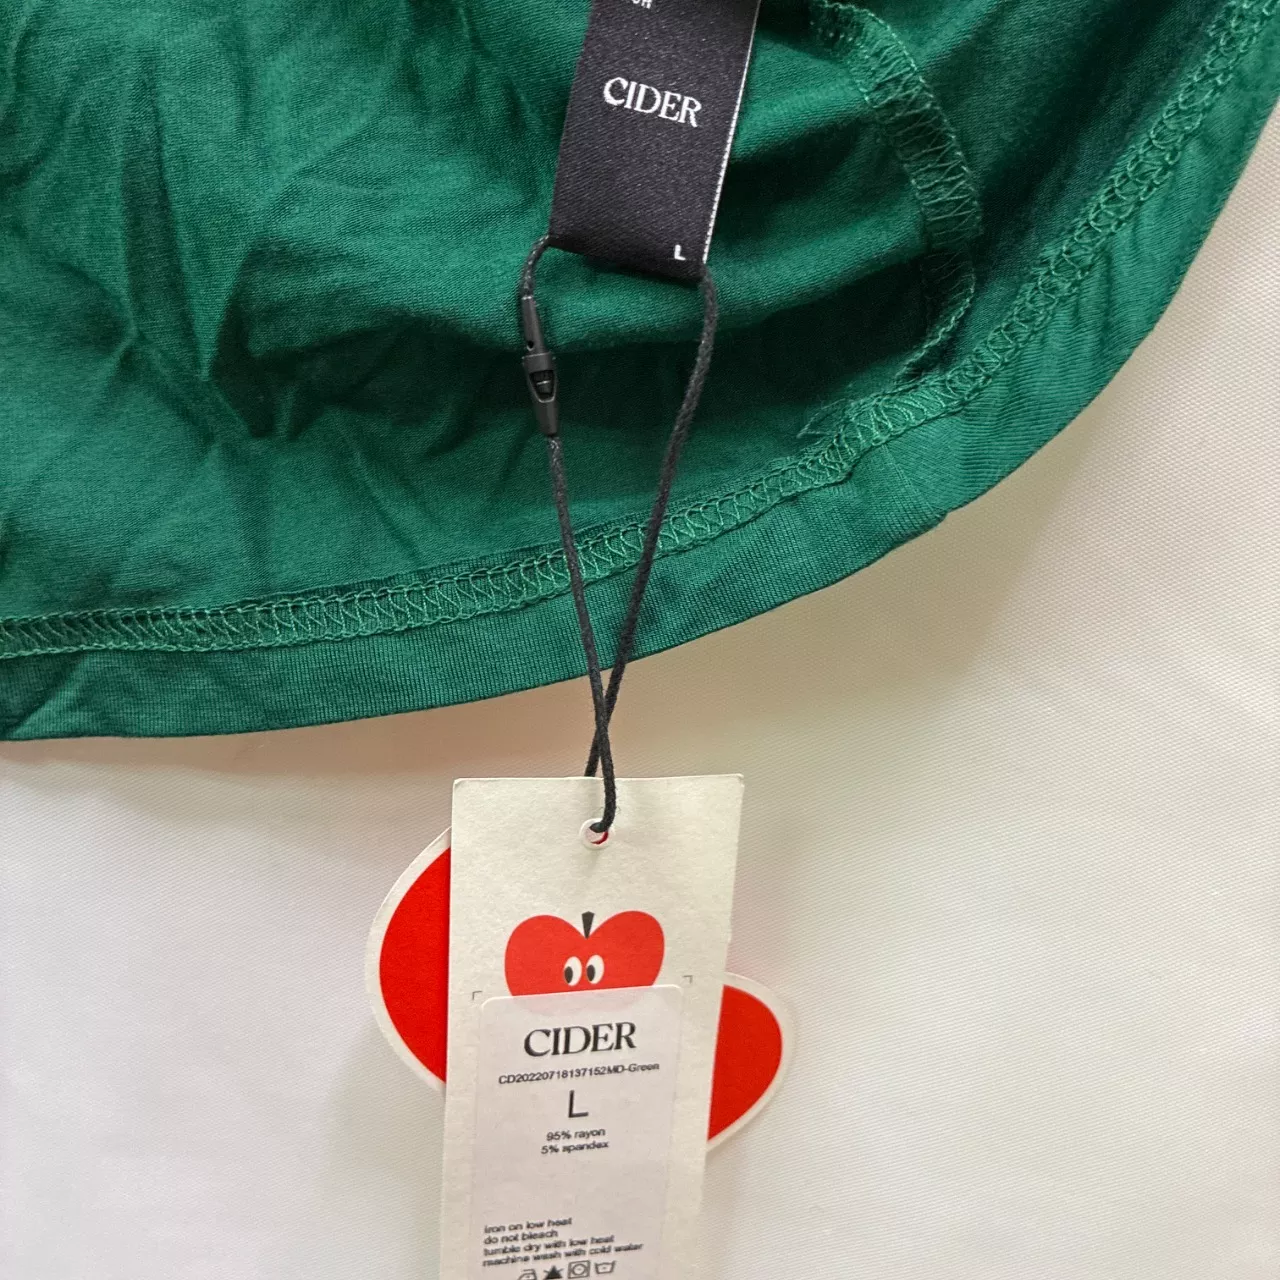 CIDER
L
CIDER
CD20220718137152MD-Green
L
95% rayon
5% spandex
iron on low heat
do not bleach
tumble dry with low heat
machine wash with cold water